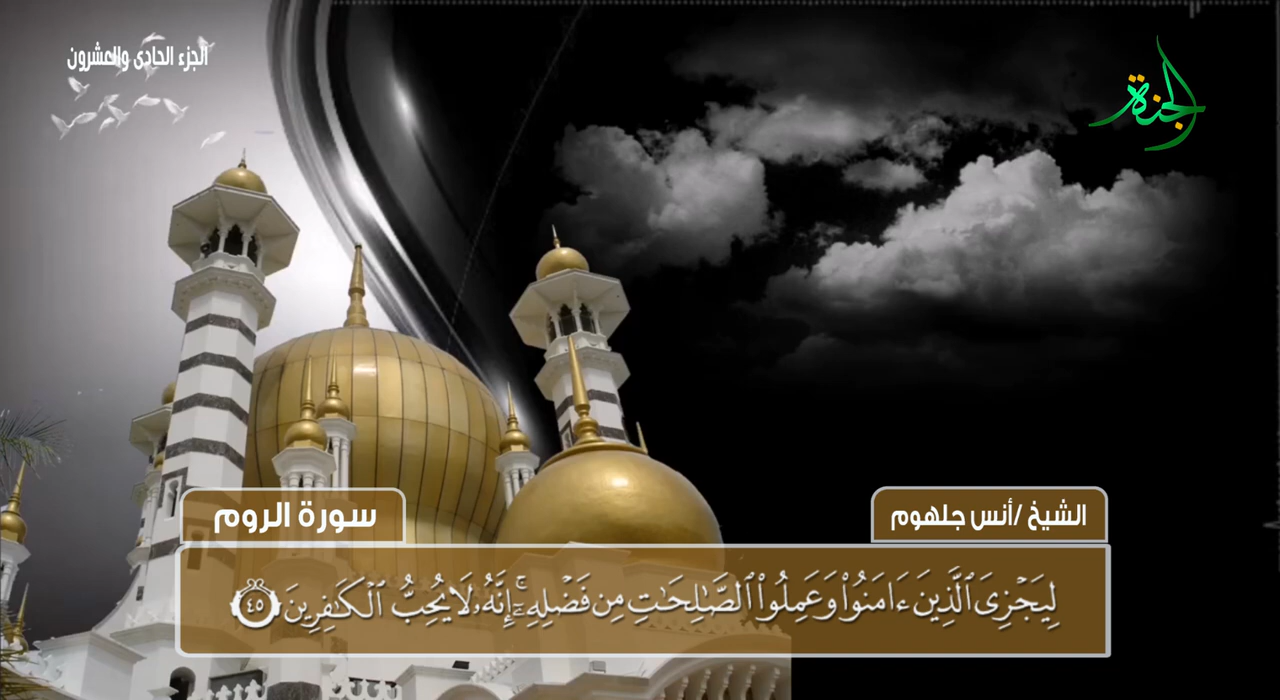 الجزء الحادى والعشرون
الجنة
سورة الروم
الشيخ /أنس جلهوم
لِيَجْزِىَ ٱلَّذِينَ ءَامَنُوا۟ وَعَمِلُوا۟ ٱلصَّـٰلِحَـٰتِ مِن فَضْلِهِۦٓ ۚ إِنَّهُۥ لَا يُحِبُّ ٱلْكَـٰفِرِينَ ٤٥